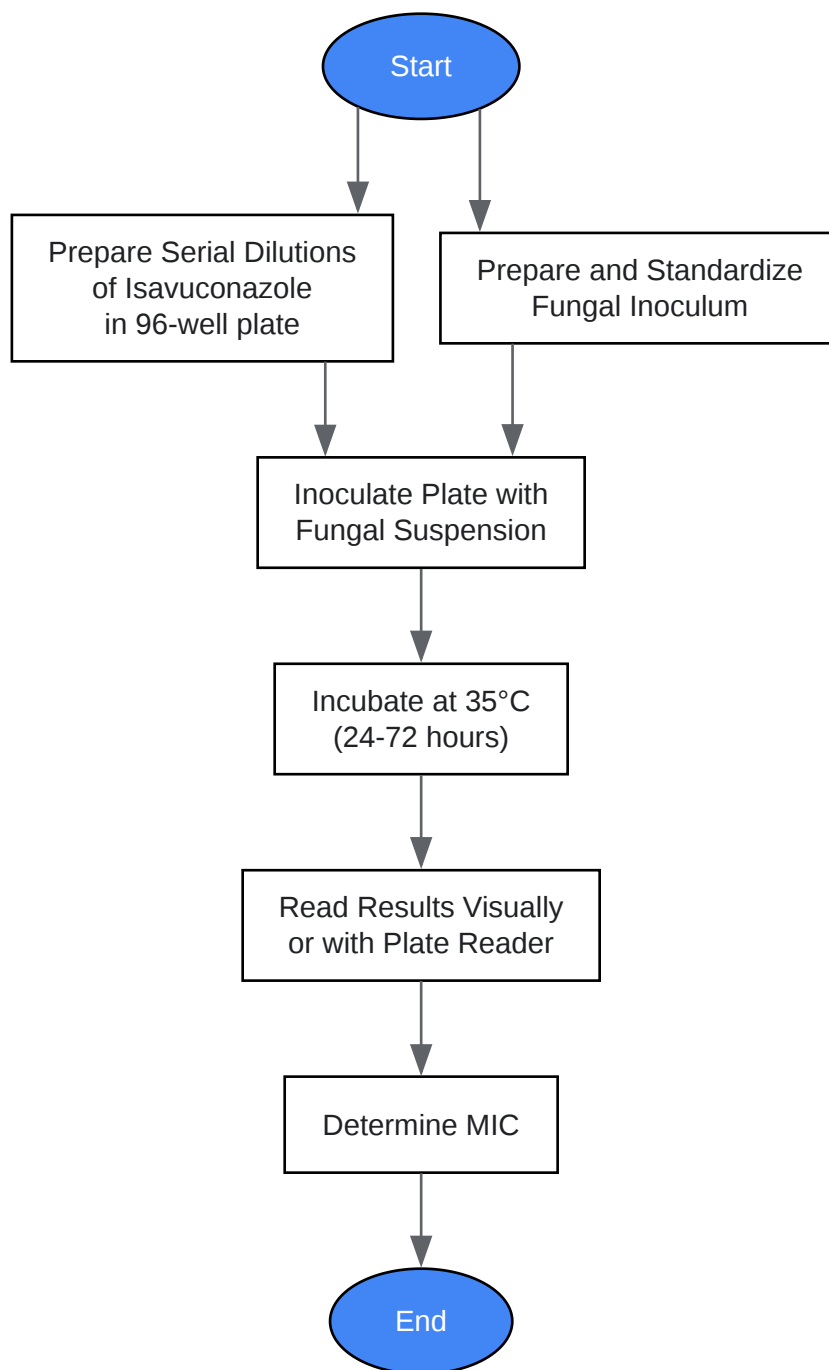 Start
Prepare Serial Dilutions
of Isavuconazole
in 96-well plate
Prepare and Standardize
Fungal Inoculum
Inoculate Plate with
Fungal Suspension
Incubate at 35°C
(24-72 hours)
Read Results Visually
or with Plate Reader
Determine MIC
End